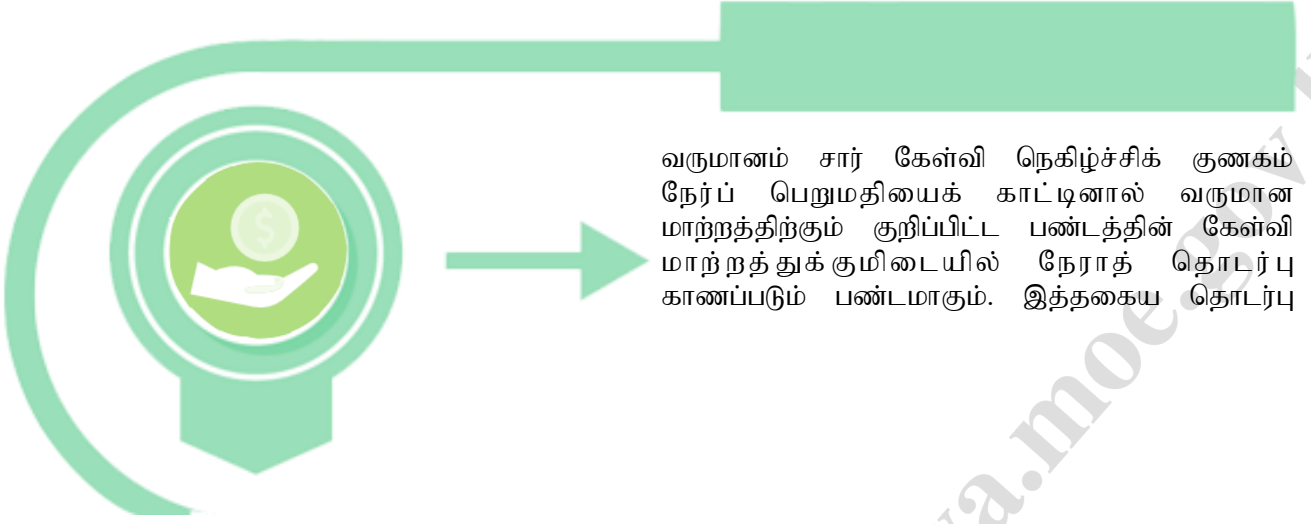 வருமானம் சார் கேள்வி நெகிழ்ச்சிக் குணகம்
நேர்ப் பெறுமதியைக் காட்டினால் வருமான
மாற்றத்திற்கும் குறிப்பிட்ட பண்டத்தின் கேள்வி
மாற்றத்துக்குமிடையில் நேராத் தொடர்பு
காணப்படும் பண்டமாகும். இத்தகைய தொடர்பு
$